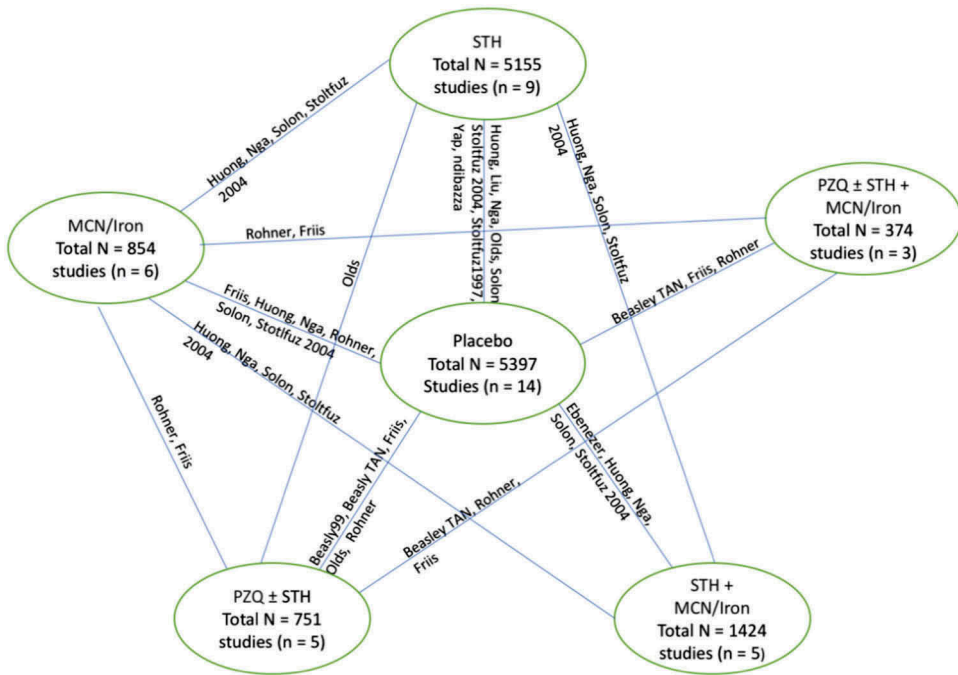 STH
Total N = 5155
studies (n = 9)
Huong, Nga, Solon, Stoltfuz
2004
Olds
Huong, Liu, Nga, Olds, Solon
Stoltfuz 2004, Stoltfuz1997,
Yap, ndibazza
Huong, Nga, Solon, Stoltfuz
2004
PZQ ± STH +
MCN/Iron
Total N = 374
studies (n = 3)
MCN/Iron
Total N = 854
studies (n = 6)
Rohner, Friis
Beasley TAN, Friis, Rohner
Friis, Huong, Nga, Rohner,
Solon, Stotlfuz 2004
Huong, Nga, Solon, Stoltfuz
2004
Placebo
Total N = 5397
Studies (n = 14)
Rohner, Friis
Beasly99, Beasly TAN, Friis,
Olds, Rohner
Beasley TAN, Rohner,
Friis
Ebenezer, Huong, Nga,
Solon, Stoltfuz 2004
PZQ ± STH
Total N = 751
studies (n = 5)
STH +
MCN/Iron
Total N = 1424
studies (n = 5)